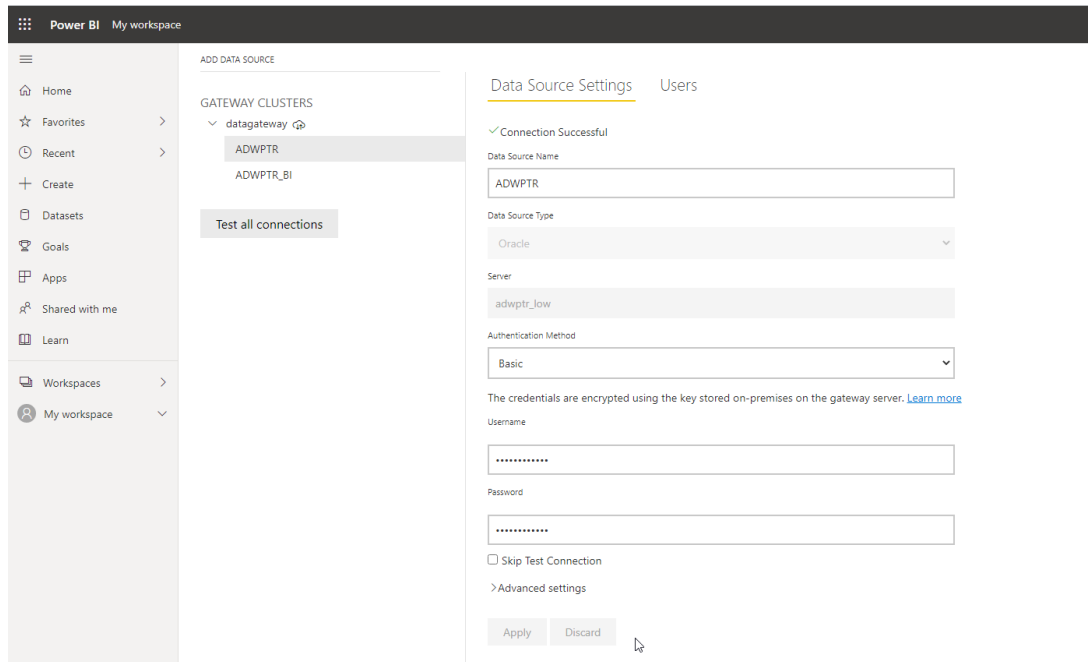 Power BI My workspace
Home
Favorites
Recent
Create
Datasets
Goals
Apps
Shared with me
Learn
Workspaces
My workspace
ADD DATA SOURCE
GATEWAY CLUSTERS
datagateway
ADWPTR
ADWPTR_BI
Test all connections
Data Source Settings Users
Connection Successful
Data Source Name
ADWPTR
Data Source Type
Oracle
Server
adwptr_low
Authentication Method
Basic
The credentials are encrypted using the key stored on-premises on the gateway server. Learn more
Username
••••••••••••
Password
••••••••••••
Skip Test Connection
Advanced settings
Apply Discard